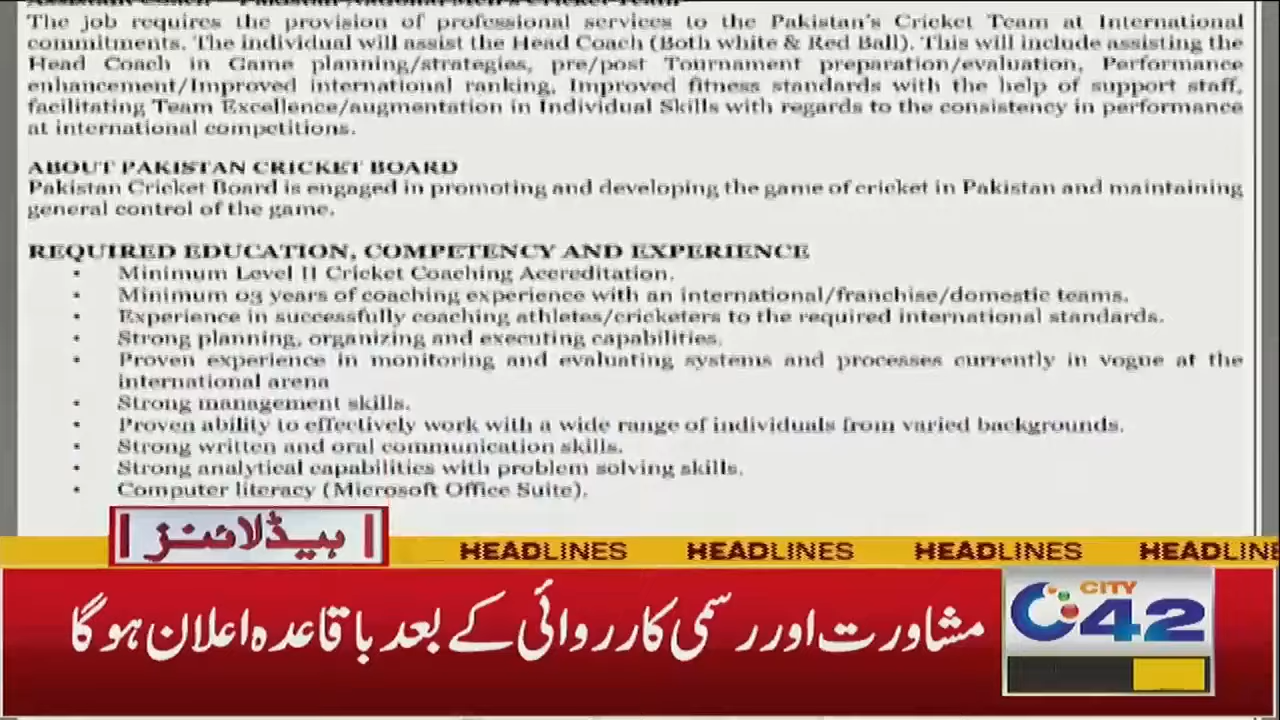 Assistant Coach – Pakistan National Men's Cricket Team
The job requires the provision of professional services to the Pakistan's Cricket Team at International
commitments. The individual will assist the Head Coach (Both white & Red Ball). This will include assisting the
Head Coach in Game planning/strategies, pre/post Tournament preparation/evaluation, Performance
enhancement/Improved international ranking, Improved fitness standards with the help of support staff,
facilitating Team Excellence/augmentation in Individual Skills with regards to the consistency in performance
at international competitions.
ABOUT PAKISTAN CRICKET BOARD
Pakistan Cricket Board is engaged in promoting and developing the game of cricket in Pakistan and maintaining
general control of the game.
REQUIRED EDUCATION, COMPETENCY AND EXPERIENCE
• Minimum Level II Cricket Coaching Accreditation.
• Minimum 03 years of coaching experience with an international/franchise/domestic teams.
• Experience in successfully coaching athletes/cricketers to the required international standards.
• Strong planning, organizing and executing capabilities.
• Proven experience in monitoring and evaluating systems and processes currently in vogue at the
international arena
• Strong management skills.
• Proven ability to effectively work with a wide range of individuals from varied backgrounds.
• Strong written and oral communication skills.
• Strong analytical capabilities with problem solving skills.
• Computer literacy (Microsoft Office Suite).
ہیڈلائنز
HEADLINES HEADLINES HEADLINES HEADLINE
مشاورت اور رسمی کارروائی کے بعد باقاعدہ اعلان ہوگا
CITY
42